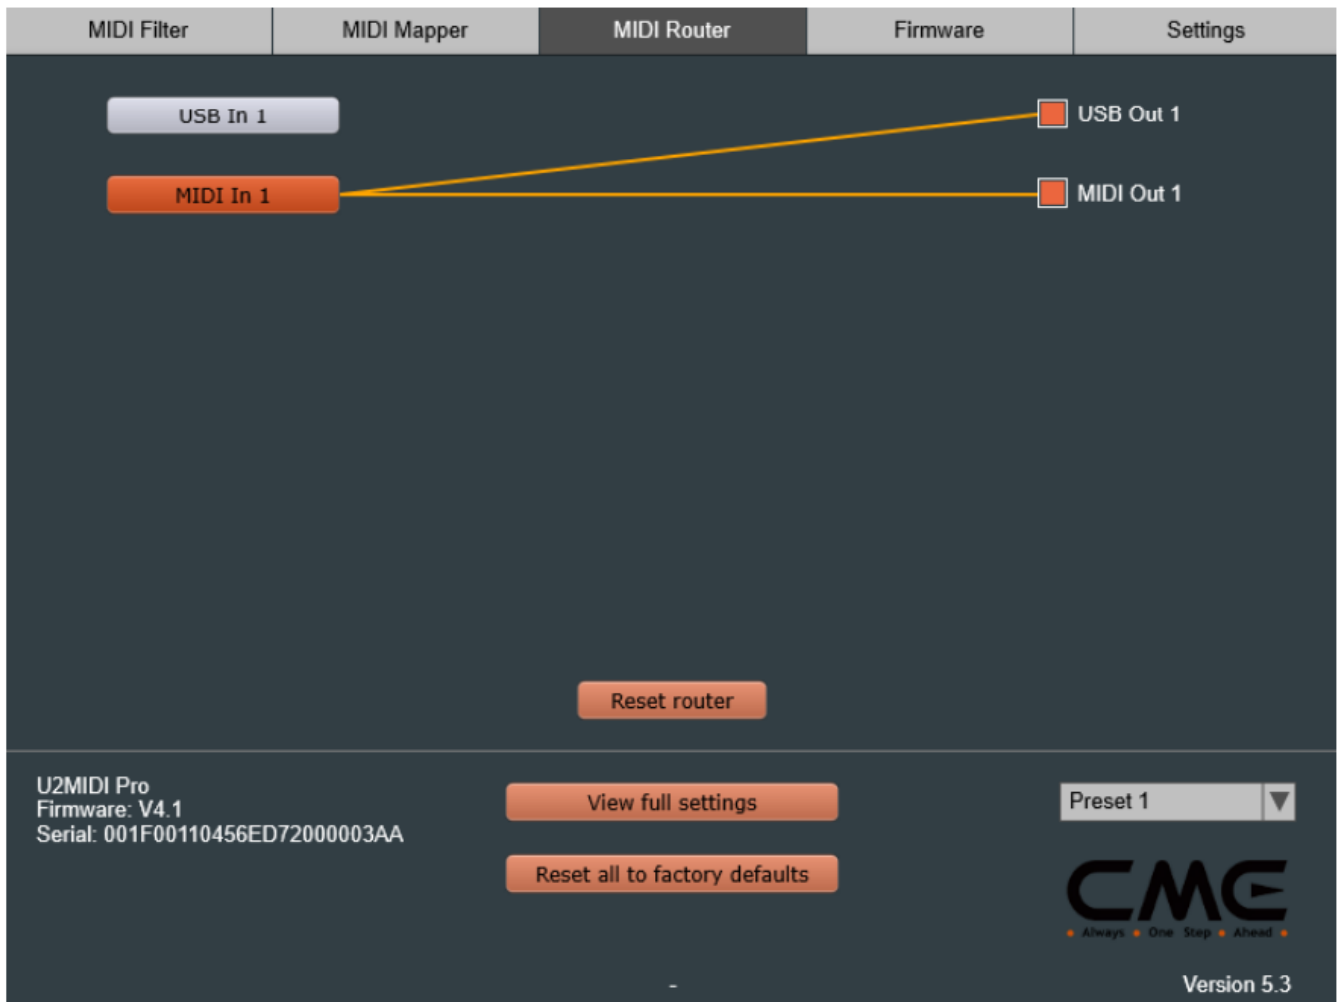 MIDI Filter MIDI Mapper MIDI Router Firmware Settings
USB In 1 USB Out 1
MIDI In 1 MIDI Out 1
Reset router
U2MIDI Pro
Firmware: V4.1
Serial: 001F00110456ED72000003AA
View full settings
Preset 1
Reset all to factory defaults
CME
Always One Step Ahead
-
Version 5.3